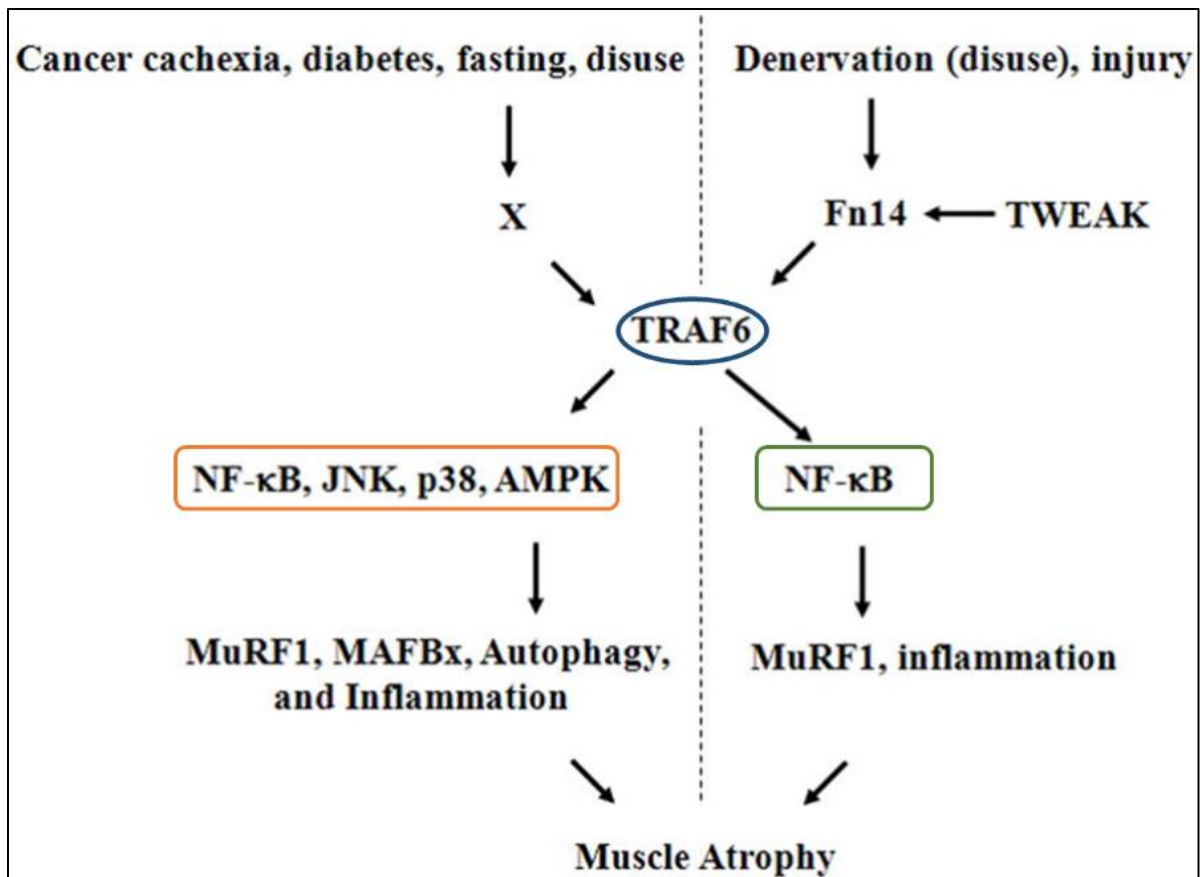 Cancer cachexia, diabetes, fasting, disuse
Denervation (disuse), injury
X
Fn14
TWEAK
TRAF6
NF-κB, JNK, p38, AMPK
NF-κB
MuRF1, MAFBx, Autophagy,
and Inflammation
MuRF1, inflammation
Muscle Atrophy